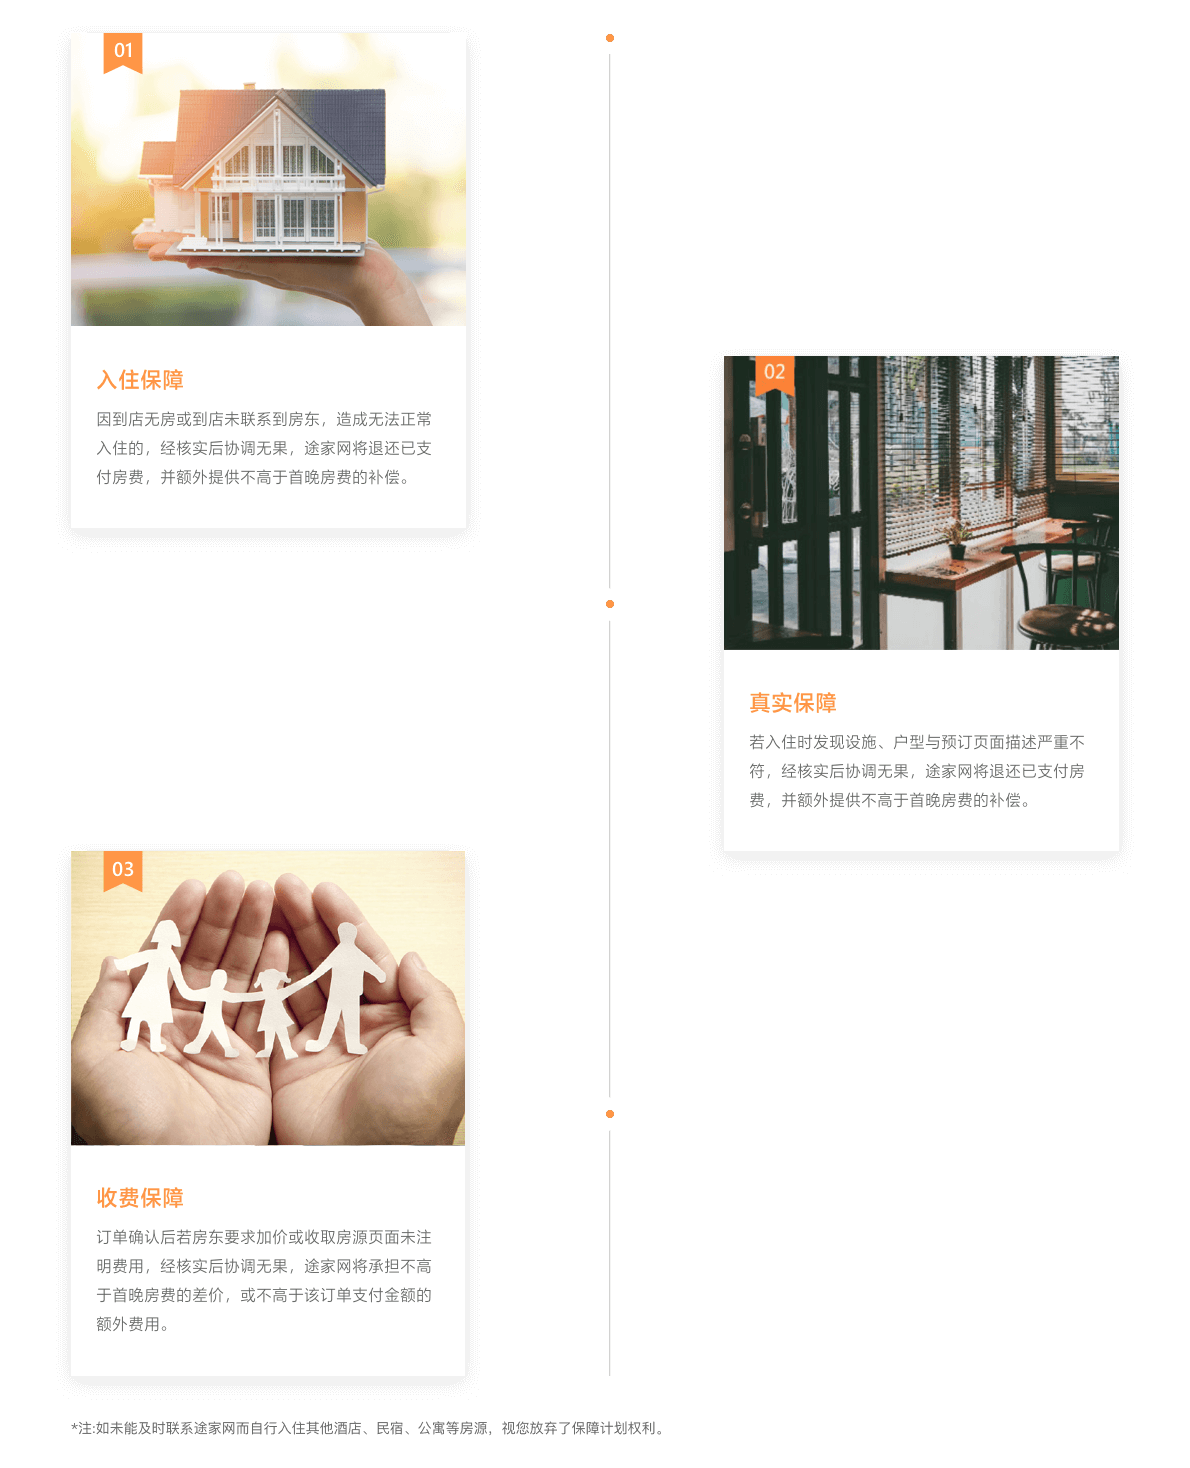 01
入住保障
因到店无房或到店未联系到房东，造成无法正常
入住的，经核实后协调无果，途家网将退还已支
付房费，并额外提供不高于首晚房费的补偿。
02
真实保障
若入住时发现设施、户型与预订页面描述严重不
符，经核实后协调无果，途家网将退还已支付房
费，并额外提供不高于首晚房费的补偿。
03
收费保障
订单确认后若房东要求加价或收取房源页面未注
明费用，经核实后协调无果，途家网将承担不高
于首晚房费的差价，或不高于该订单支付金额的
额外费用。
*注:如未能及时联系途家网而自行入住其他酒店、民宿、公寓等房源，视您放弃了保障计划权利。